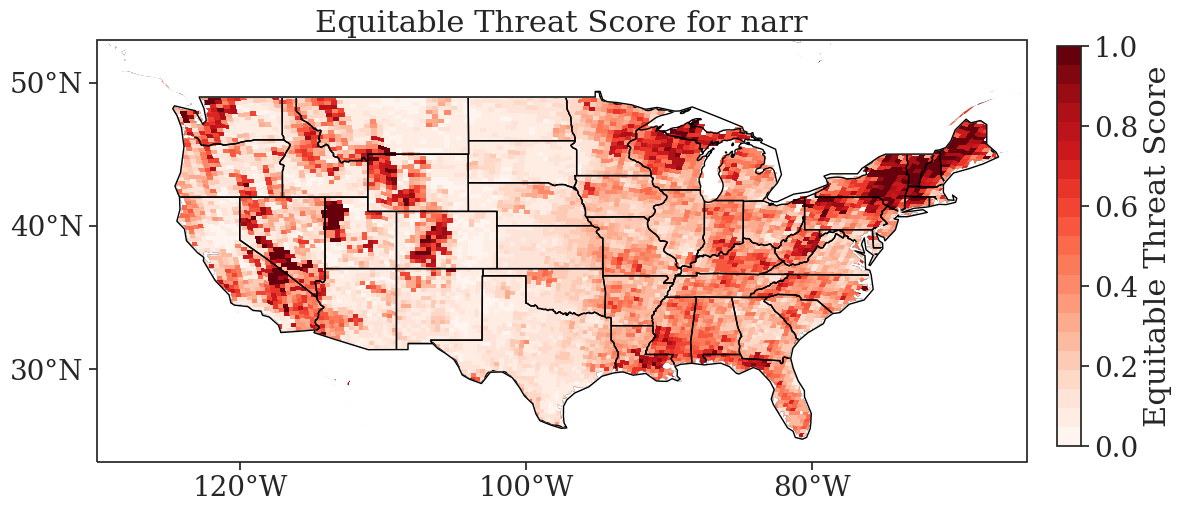 Equitable Threat Score for narr
50°N
40°N
30°N
120°W
100°W
80°W
1.0
0.8
0.6
0.4
0.2
0.0
Equitable Threat Score